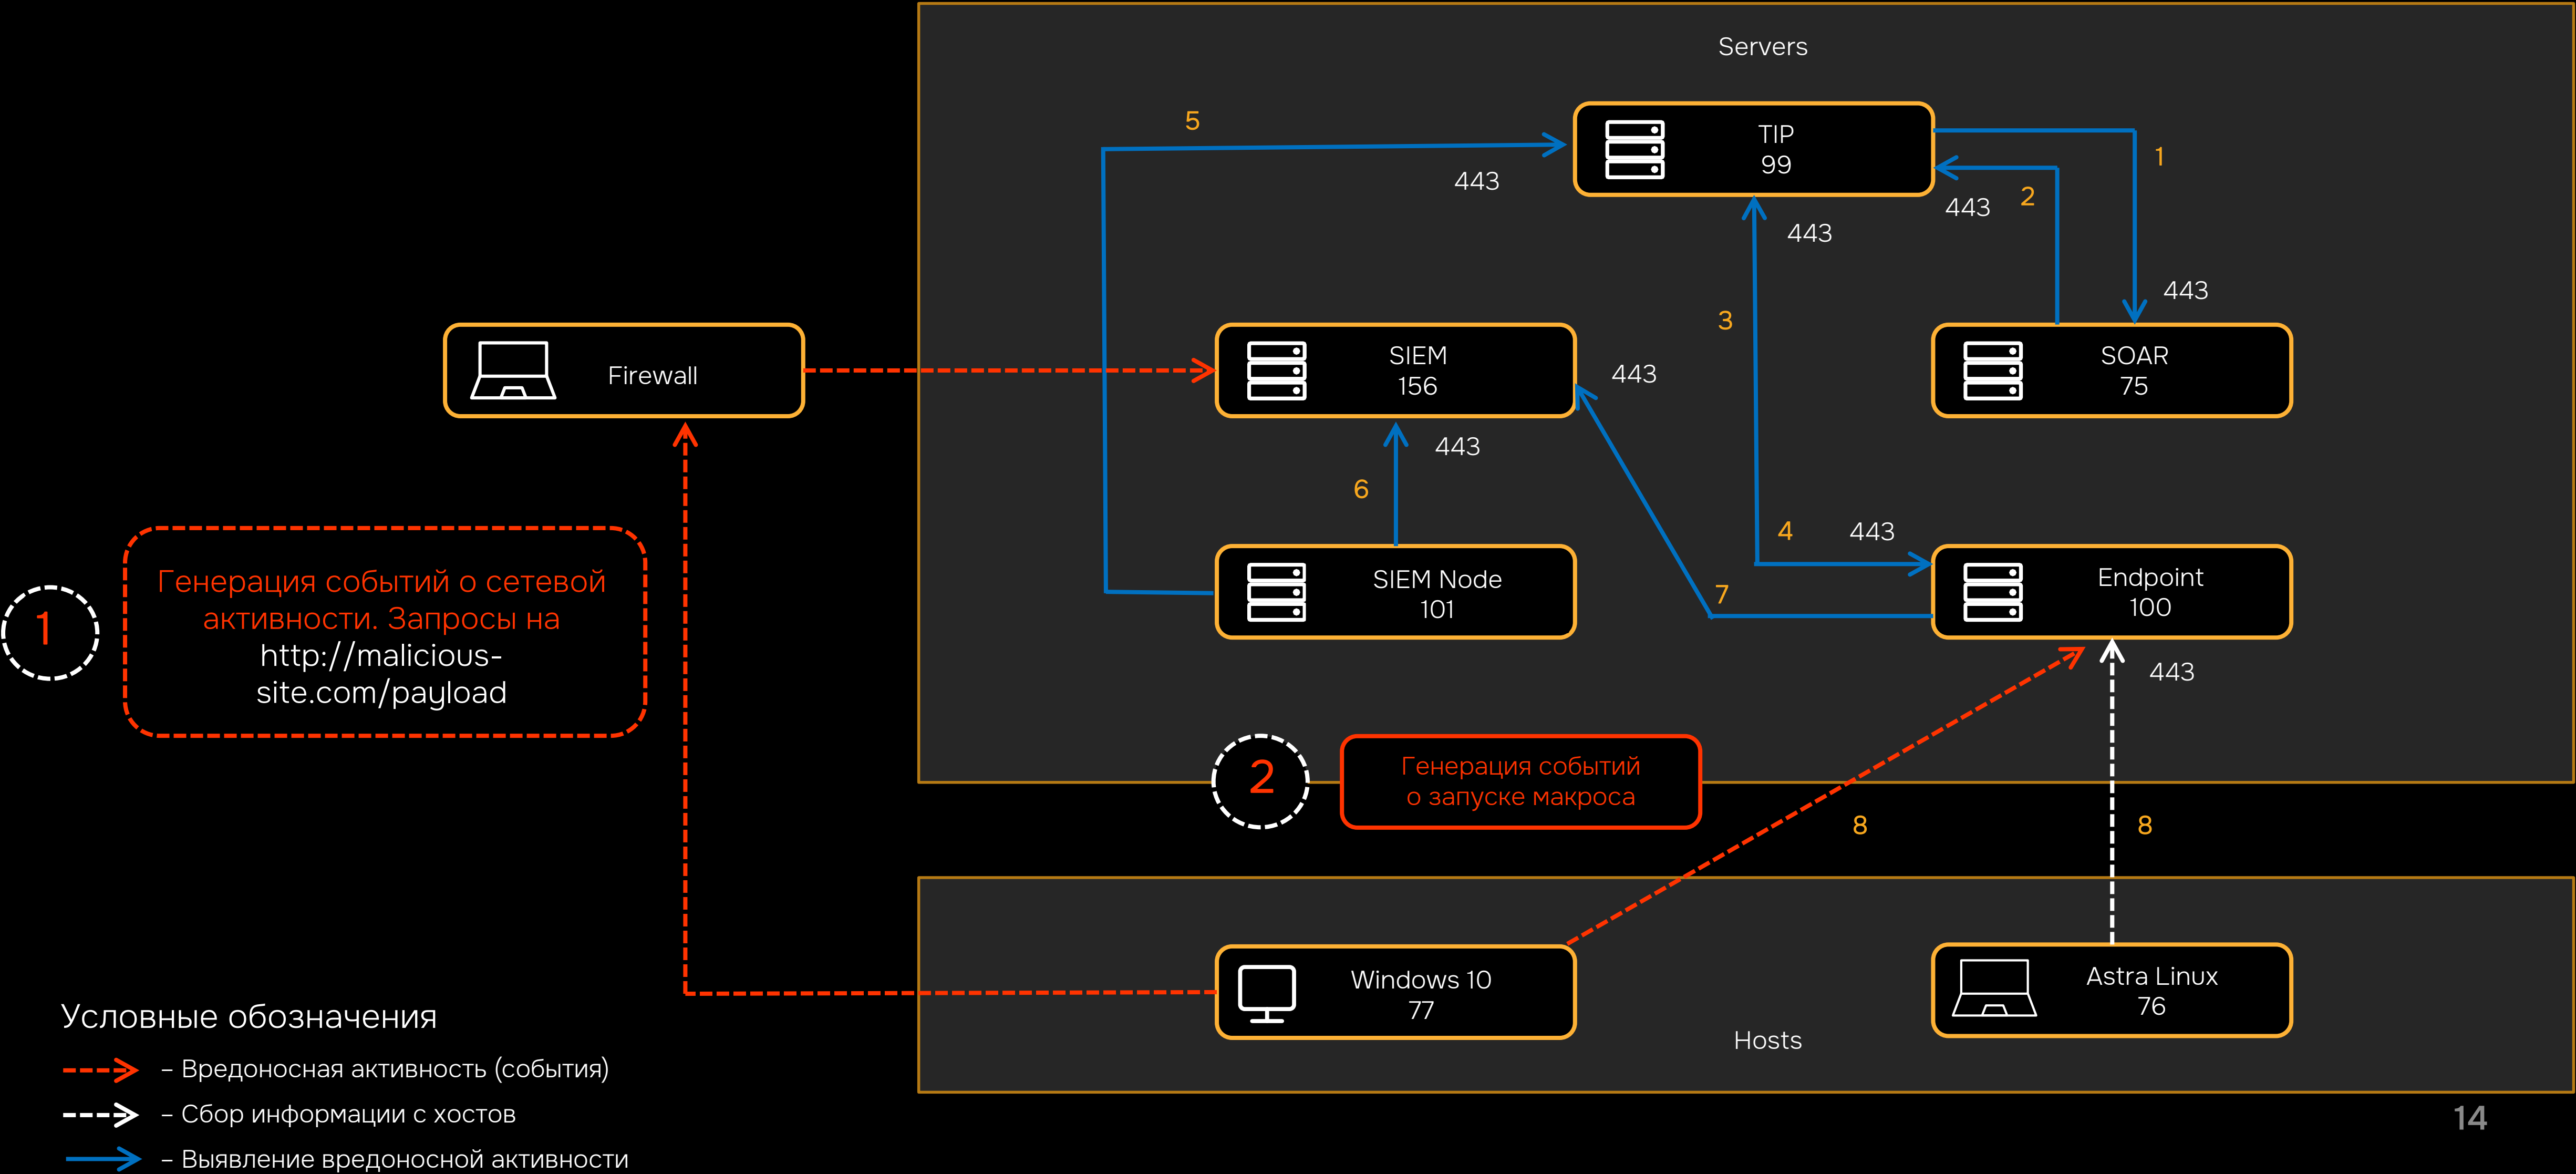 Servers
5
443
TIP
99
1
2
443
443
443
3
Firewall
SIEM
156
443
SOAR
75
443
6
4
443
SIEM Node
101
7
Endpoint
100
443
1
Генерация событий о сетевой
активности. Запросы на
http://malicious-
site.com/payload
2
Генерация событий
о запуске макроса
8
8
Windows 10
77
Astra Linux
76
Hosts
Условные обозначения
– Вредоносная активность (события)
– Сбор информации с хостов
– Выявление вредоносной активности
14